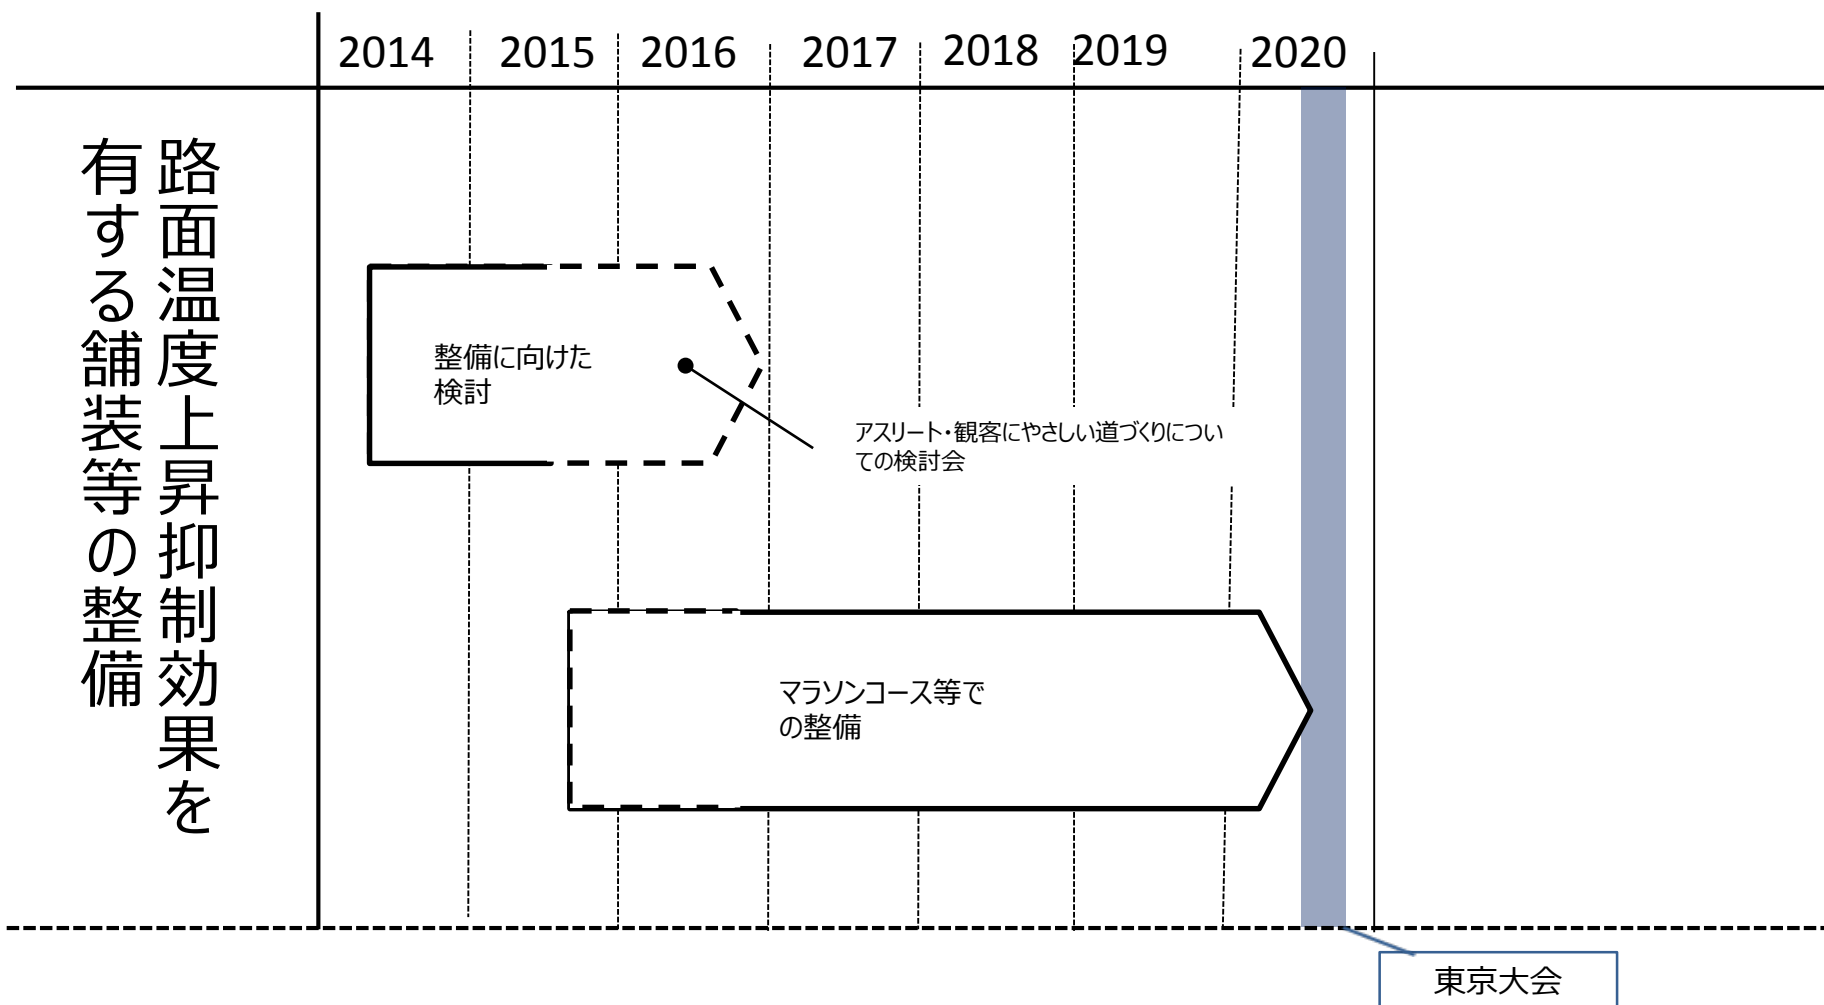 2014 2015 2016 2017 2018 2019 2020
路面温度上昇抑制効果を
有する舗装等の整備
整備に向けた
検討
アスリート・観客にやさしい道づくりについ
ての検討会
マラソンコース等で
の整備
東京大会